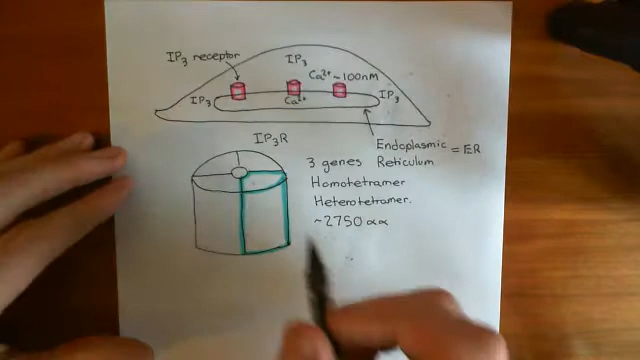 IP₃ receptor
IP₃
Ca²⁺ ~100nM
IP₃
Ca²⁺
IP₃
Endoplasmic Reticulum = ER
IP₃R
3 genes
Homotetramer
Heterotetramer.
~2750 αα